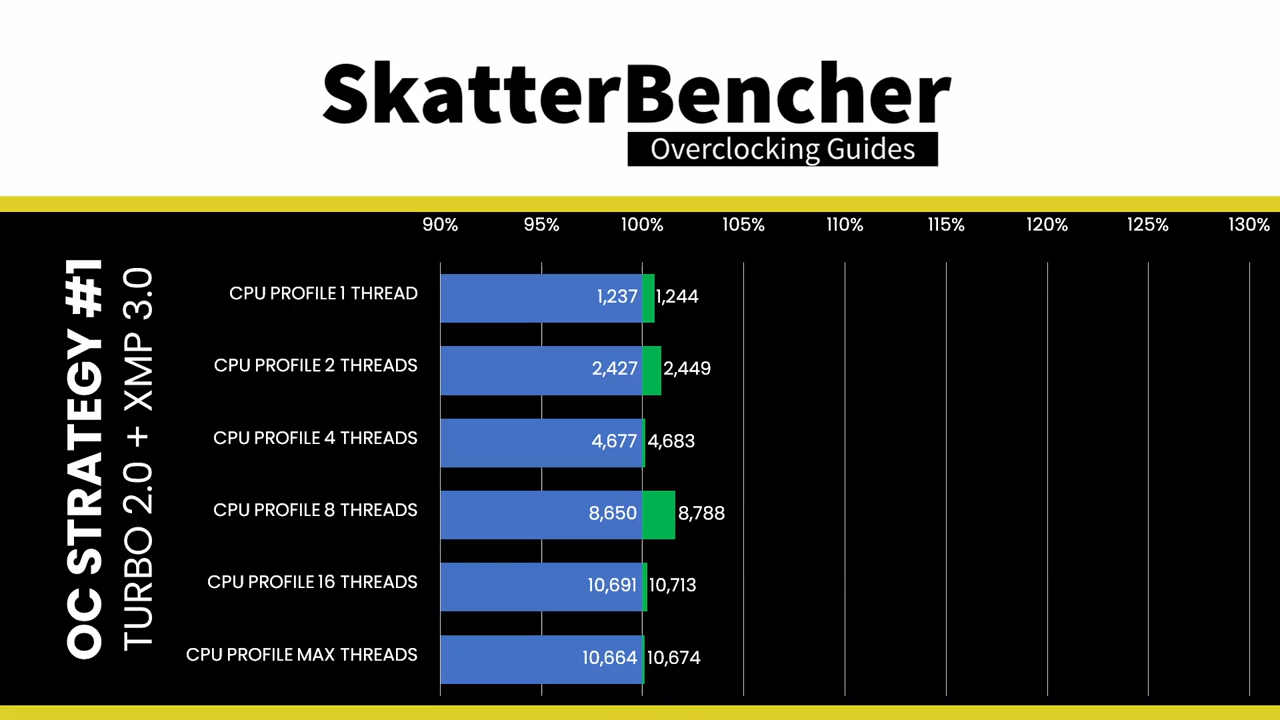 SkatterBencher
Overclocking Guides
90% 95% 100% 105% 110% 115% 120% 125% 130%
OC STRATEGY #1
TURBO 2.0 + XMP 3.0
CPU PROFILE 1 THREAD 1,237 1,244
CPU PROFILE 2 THREADS 2,427 2,449
CPU PROFILE 4 THREADS 4,677 4,683
CPU PROFILE 8 THREADS 8,650 8,788
CPU PROFILE 16 THREADS 10,691 10,713
CPU PROFILE MAX THREADS 10,664 10,674